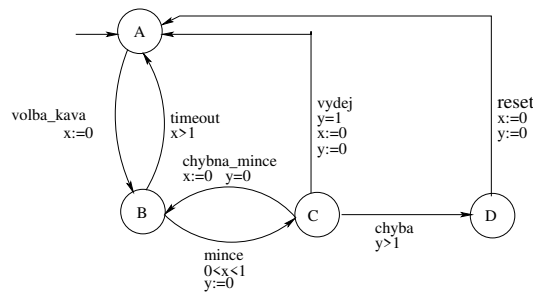 A
volba_kava
x:=0
timeout
x>1
vydej
y=1
x:=0
y:=0
reset
x:=0
y:=0
chybna_mince
x:=0 y=0
B
C
D
mince
0<x<1
y:=0
chyba
y>1